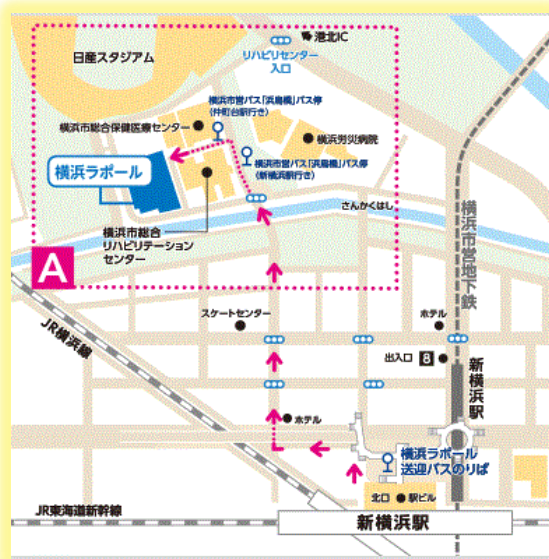 港北IC
日産スタジアム
リハビリセンター
入口
横浜市営バス「浜鳥橋」バス停
(仲町台駅行き)
横浜市総合保健医療センター
横浜労災病院
横浜市営バス「浜鳥橋」バス停
(新横浜駅行き)
横浜ラポール
さんかくはし
横浜市総合
リハビリテーション
センター
横浜市営地下鉄
A
スケートセンター
ホテル
JR横浜線
出入口 8
新横浜駅
ホテル
横浜ラポール
送迎バスのりば
北口
駅ビル
JR東海道新幹線
新横浜駅